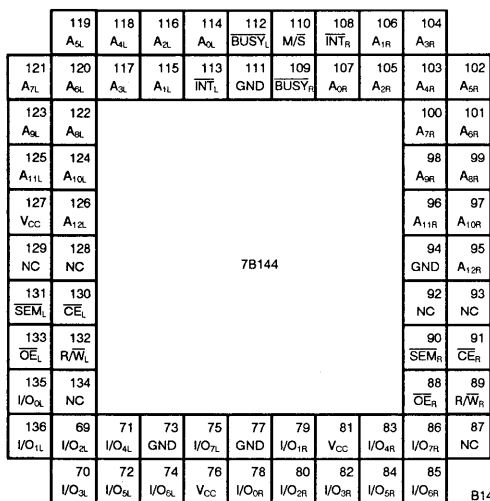 119 118 116 114 112 110 108 106 104
A5L A4L A2L A0L BUSYL M/S INTR A1R A3R
121 120 117 115 113 111 109 107 105 103 102
A7L A6L A3L A1L INTL GND BUSYR A0R A2R A4R A5R
123 122 100 101
A9L A8L A7R A6R
125 124 98 99
A11L A10L A9R A8R
127 126 96 97
VCC A12L A11R A10R
129 128 94 95
NC NC 7B144 GND A12R
131 130 92 93
SEML CEL NC NC
133 132 90 91
OEL R/WL SEMR CER
135 134 88 89
I/O0L NC OER R/WR
136 69 71 73 75 77 79 81 83 86 87
I/O1L I/O2L I/O4L GND I/O7L GND I/O1R VCC I/O4R I/O7R NC
70 72 74 76 78 80 82 84 85
I/O3L I/O5L I/O6L VCC I/O0R I/O2R I/O3R I/O5R I/O6R
B14